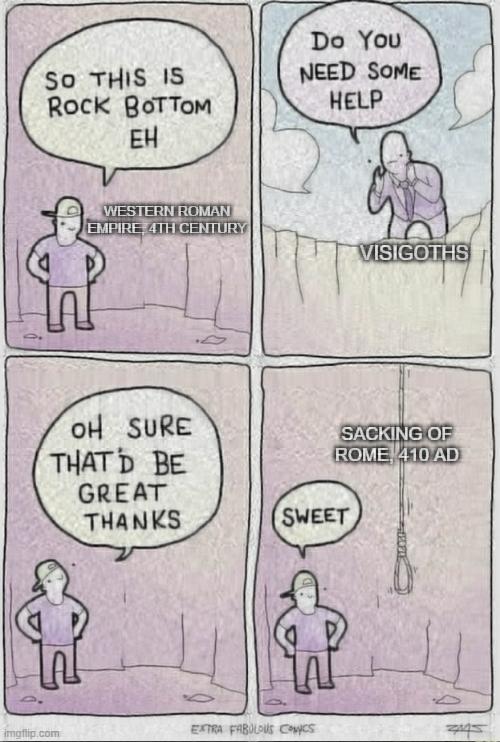 SO THIS IS
ROCK BOTTOM
EH
WESTERN ROMAN
EMPIRE, 4TH CENTURY
DO YOU
NEED SOME
HELP
VISIGOTHS
OH SURE
THAT'D BE
GREAT
THANKS
SACKING OF
ROME, 410 AD
SWEET
EXTRA FABULOUS COMICS
imgflip.com